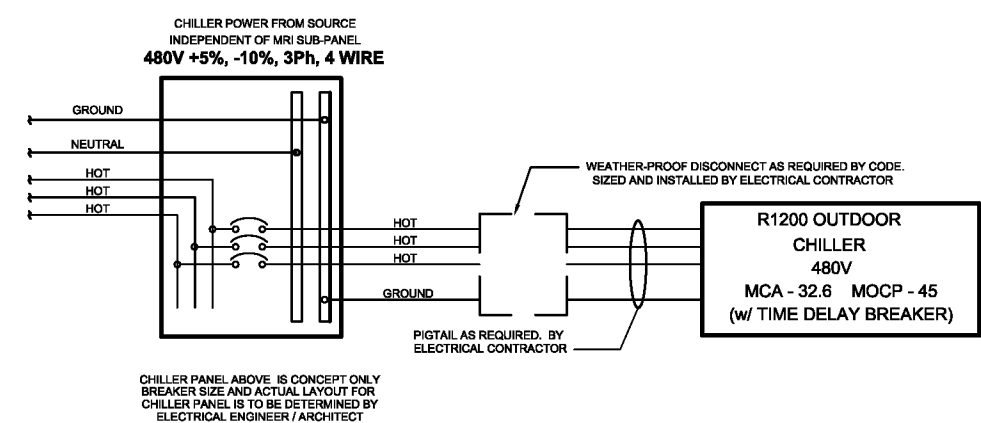 CHILLER POWER FROM SOURCE
INDEPENDENT OF MRI SUB-PANEL
480V +5%, -10%, 3Ph, 4 WIRE
GROUND
NEUTRAL
HOT
HOT
HOT
HOT
HOT
HOT
GROUND
WEATHER-PROOF DISCONNECT AS REQUIRED BY CODE.
SIZED AND INSTALLED BY ELECTRICAL CONTRACTOR
R1200 OUTDOOR
CHILLER
480V
MCA - 32.6 MOCP - 45
(w/ TIME DELAY BREAKER)
PIGTAIL AS REQUIRED. BY
ELECTRICAL CONTRACTOR
CHILLER PANEL ABOVE IS CONCEPT ONLY
BREAKER SIZE AND ACTUAL LAYOUT FOR
CHILLER PANEL IS TO BE DETERMINED BY
ELECTRICAL ENGINEER / ARCHITECT